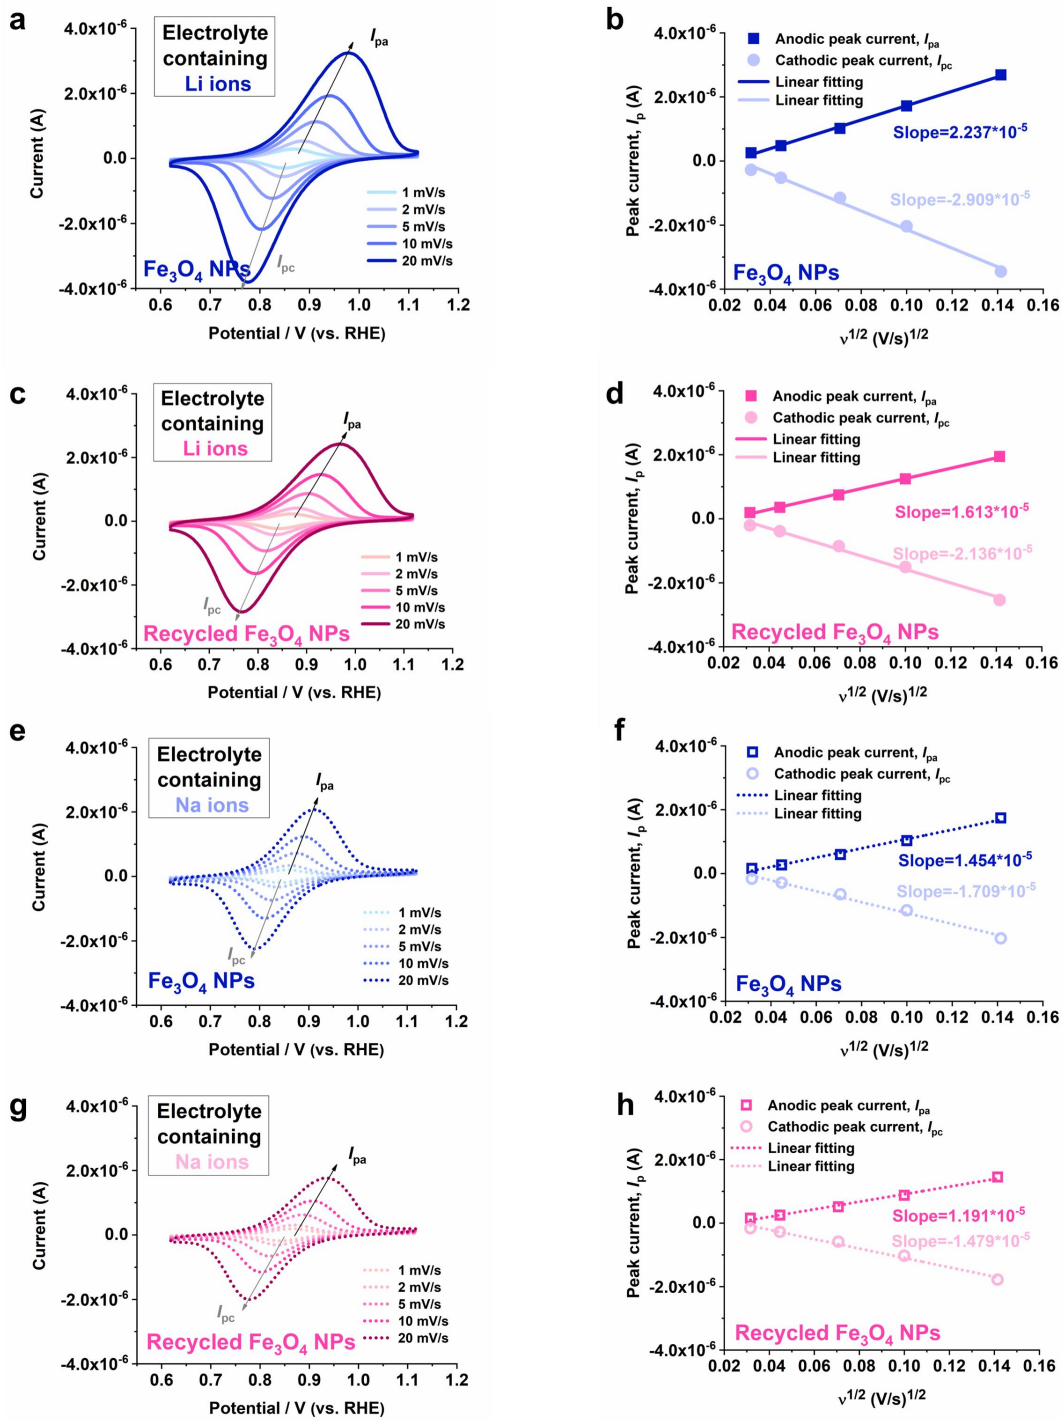 a
Electrolyte
containing
Li ions
Ipa
Ipc
4.0x10-6
2.0x10-6
0.0
-2.0x10-6
-4.0x10-6
Current (A)
1 mV/s
2 mV/s
5 mV/s
10 mV/s
20 mV/s
Fe3O4 NPs
0.6 0.7 0.8 0.9 1.0 1.1 1.2
Potential / V (vs. RHE)
b
Anodic peak current, Ipa
Cathodic peak current, Ipc
Linear fitting
Linear fitting
4.0x10-6
2.0x10-6
0.0
-2.0x10-6
-4.0x10-6
Peak current, Ip (A)
Slope=2.237*10-5
Slope=-2.909*10-5
Fe3O4 NPs
0.02 0.04 0.06 0.08 0.10 0.12 0.14 0.16
ν1/2 (V/s)1/2
c
Electrolyte
containing
Li ions
Ipa
Ipc
4.0x10-6
2.0x10-6
0.0
-2.0x10-6
-4.0x10-6
Current (A)
1 mV/s
2 mV/s
5 mV/s
10 mV/s
20 mV/s
Recycled Fe3O4 NPs
0.6 0.7 0.8 0.9 1.0 1.1 1.2
Potential / V (vs. RHE)
d
Anodic peak current, Ipa
Cathodic peak current, Ipc
Linear fitting
Linear fitting
4.0x10-6
2.0x10-6
0.0
-2.0x10-6
-4.0x10-6
Peak current, Ip (A)
Slope=1.613*10-5
Slope=-2.136*10-5
Recycled Fe3O4 NPs
0.02 0.04 0.06 0.08 0.10 0.12 0.14 0.16
ν1/2 (V/s)1/2
e
Electrolyte
containing
Na ions
Ipa
Ipc
4.0x10-6
2.0x10-6
0.0
-2.0x10-6
-4.0x10-6
Current (A)
1 mV/s
2 mV/s
5 mV/s
10 mV/s
20 mV/s
Fe3O4 NPs
0.6 0.7 0.8 0.9 1.0 1.1 1.2
Potential / V (vs. RHE)
f
Anodic peak current, Ipa
Cathodic peak current, Ipc
Linear fitting
Linear fitting
4.0x10-6
2.0x10-6
0.0
-2.0x10-6
-4.0x10-6
Peak current, Ip (A)
Slope=1.454*10-5
Slope=-1.709*10-5
Fe3O4 NPs
0.02 0.04 0.06 0.08 0.10 0.12 0.14 0.16
ν1/2 (V/s)1/2
g
Electrolyte
containing
Na ions
Ipa
Ipc
4.0x10-6
2.0x10-6
0.0
-2.0x10-6
-4.0x10-6
Current (A)
1 mV/s
2 mV/s
5 mV/s
10 mV/s
20 mV/s
Recycled Fe3O4 NPs
0.6 0.7 0.8 0.9 1.0 1.1 1.2
Potential / V (vs. RHE)
h
Anodic peak current, Ipa
Cathodic peak current, Ipc
Linear fitting
Linear fitting
4.0x10-6
2.0x10-6
0.0
-2.0x10-6
-4.0x10-6
Peak current, Ip (A)
Slope=1.191*10-5
Slope=-1.479*10-5
Recycled Fe3O4 NPs
0.02 0.04 0.06 0.08 0.10 0.12 0.14 0.16
ν1/2 (V/s)1/2